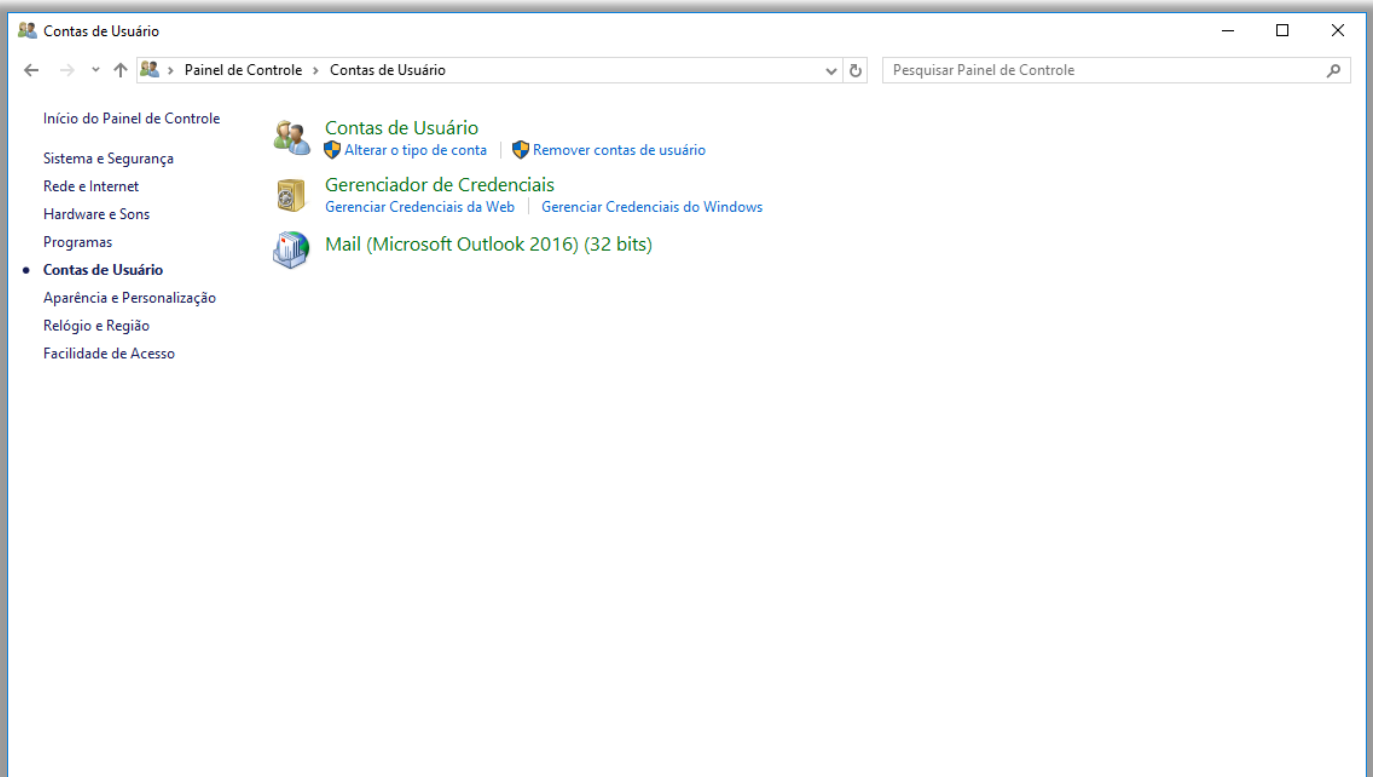 Contas de Usuário
Painel de Controle > Contas de Usuário
Pesquisar Painel de Controle
Início do Painel de Controle
Sistema e Segurança
Rede e Internet
Hardware e Sons
Programas
Contas de Usuário
Aparência e Personalização
Relógio e Região
Facilidade de Acesso
Contas de Usuário
Alterar o tipo de conta | Remover contas de usuário
Gerenciador de Credenciais
Gerenciar Credenciais da Web | Gerenciar Credenciais do Windows
Mail (Microsoft Outlook 2016) (32 bits)